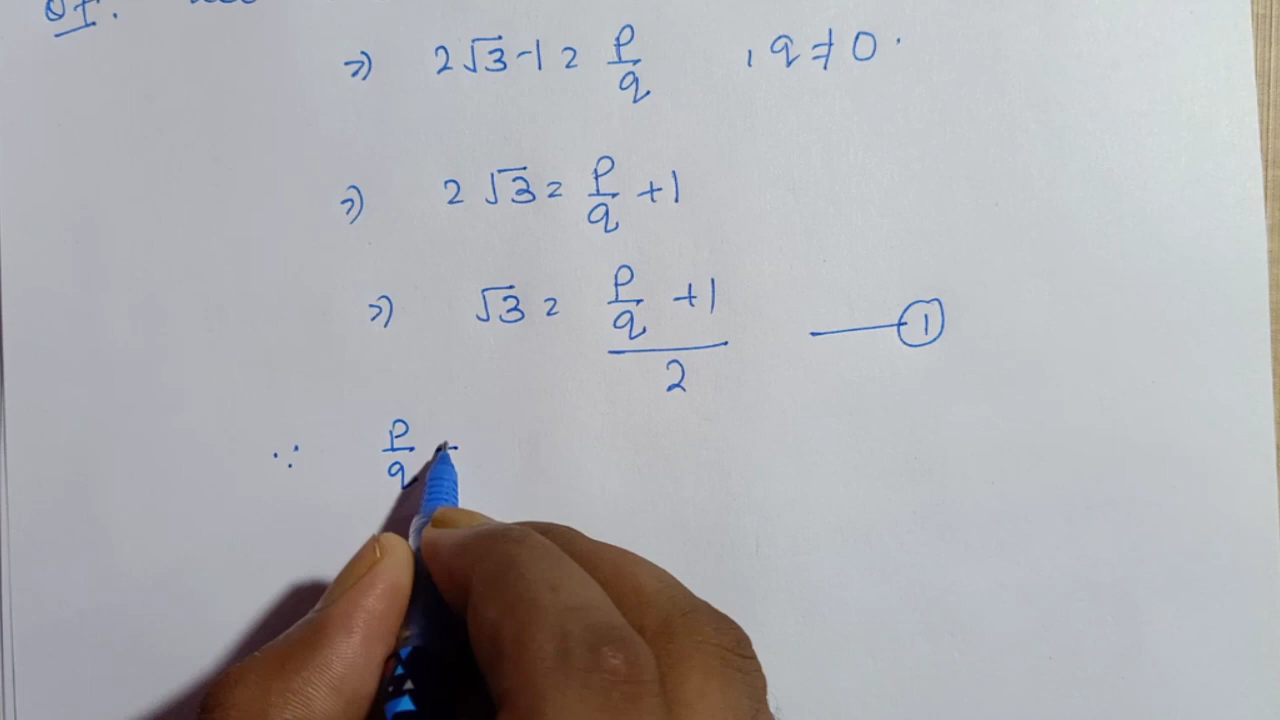 ⇒ 2√3 - 1 = p/q , q ≠ 0.
⇒ 2√3 = p/q + 1
⇒ √3 = (p/q + 1)/2 —— ①
∵ p/q